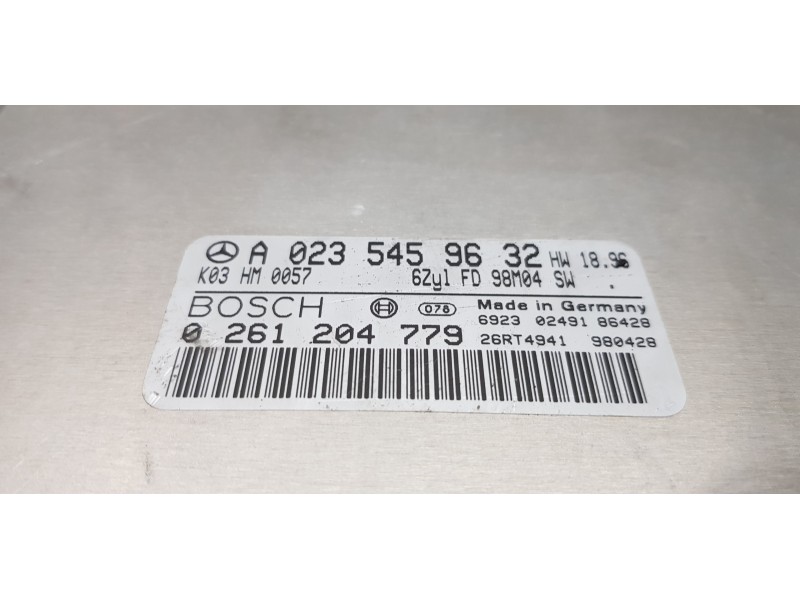 A 023 545 96 32 HW 18.96
K03 HM 0057 6Zyl FD 98M04 SW .
BOSCH 078 Made in Germany
0 261 204 779 6923 02491 86428
26RT4941 980428